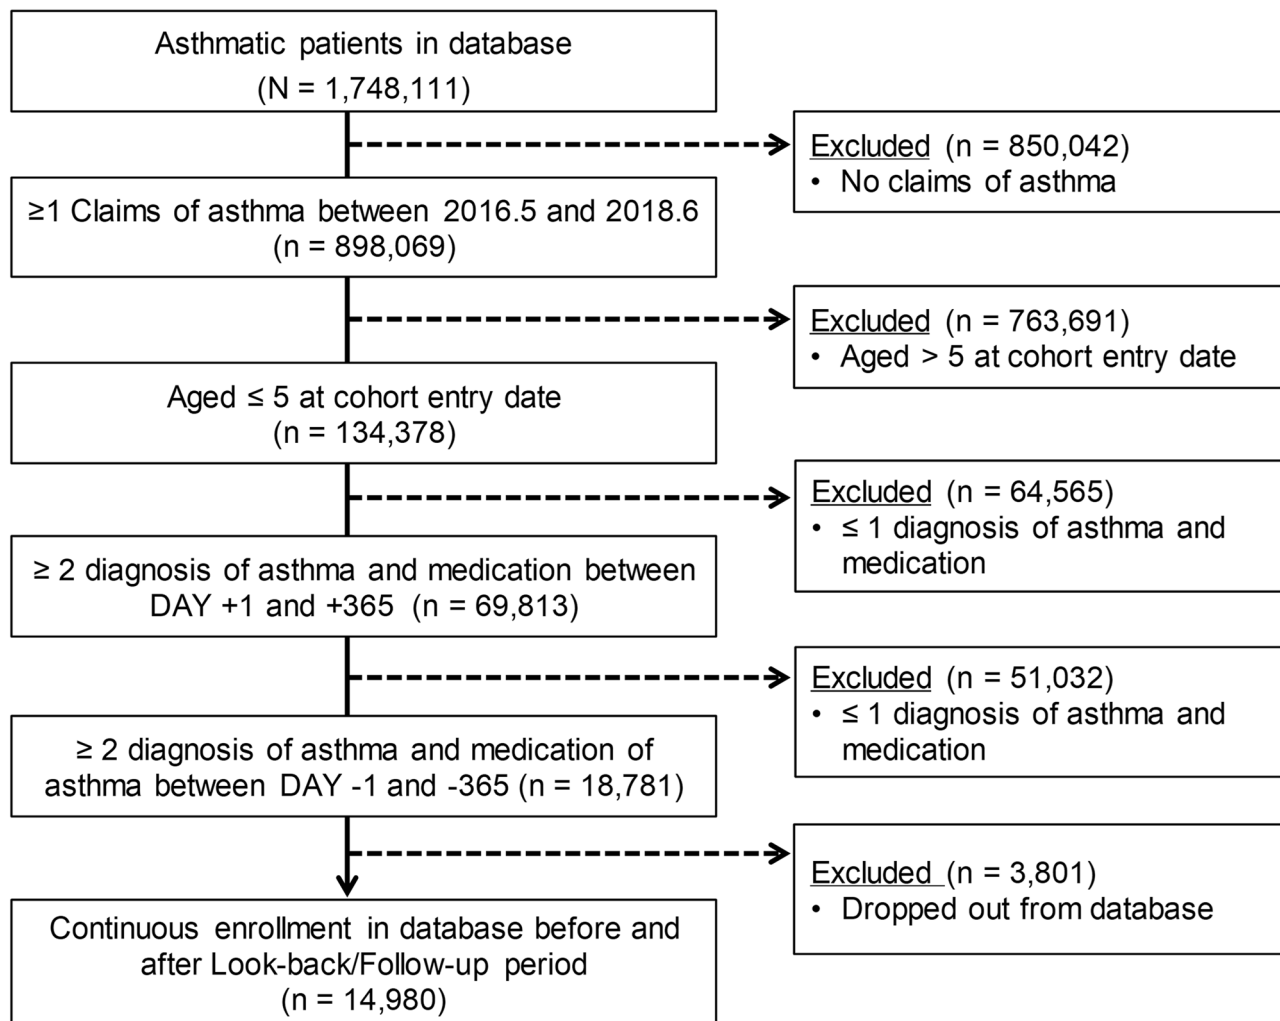 Asthmatic patients in database
(N = 1,748,111)
Excluded (n = 850,042)
• No claims of asthma
≥1 Claims of asthma between 2016.5 and 2018.6
(n = 898,069)
Excluded (n = 763,691)
• Aged > 5 at cohort entry date
Aged ≤ 5 at cohort entry date
(n = 134,378)
Excluded (n = 64,565)
• ≤ 1 diagnosis of asthma and
medication
≥ 2 diagnosis of asthma and medication between
DAY +1 and +365 (n = 69,813)
Excluded (n = 51,032)
• ≤ 1 diagnosis of asthma and
medication
≥ 2 diagnosis of asthma and medication of
asthma between DAY -1 and -365 (n = 18,781)
Excluded (n = 3,801)
• Dropped out from database
Continuous enrollment in database before and
after Look-back/Follow-up period
(n = 14,980)